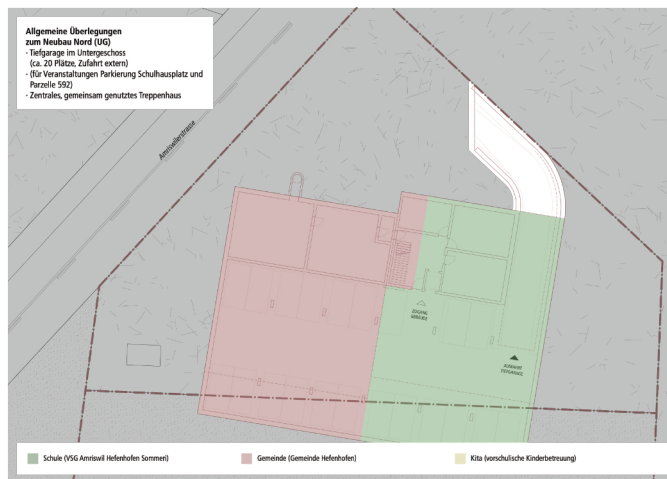 Allgemeine Überlegungen
zum Neubau Nord (UG)
· Tiefgarage im Untergeschoss
(ca. 20 Plätze, Zufahrt extern)
· (für Veranstaltungen Parkierung Schulhausplatz und
Parzelle 592)
· Zentrales, gemeinsam genutztes Treppenhaus
Amriswilerstrasse
ZUGANG
GEBÄUDE
AUSFAHRT
TIEFGARAGE
Schule (VSG Amriswil Hefenhofen Sommeri)
Gemeinde (Gemeinde Hefenhofen)
Kita (vorschulische Kinderbetreuung)